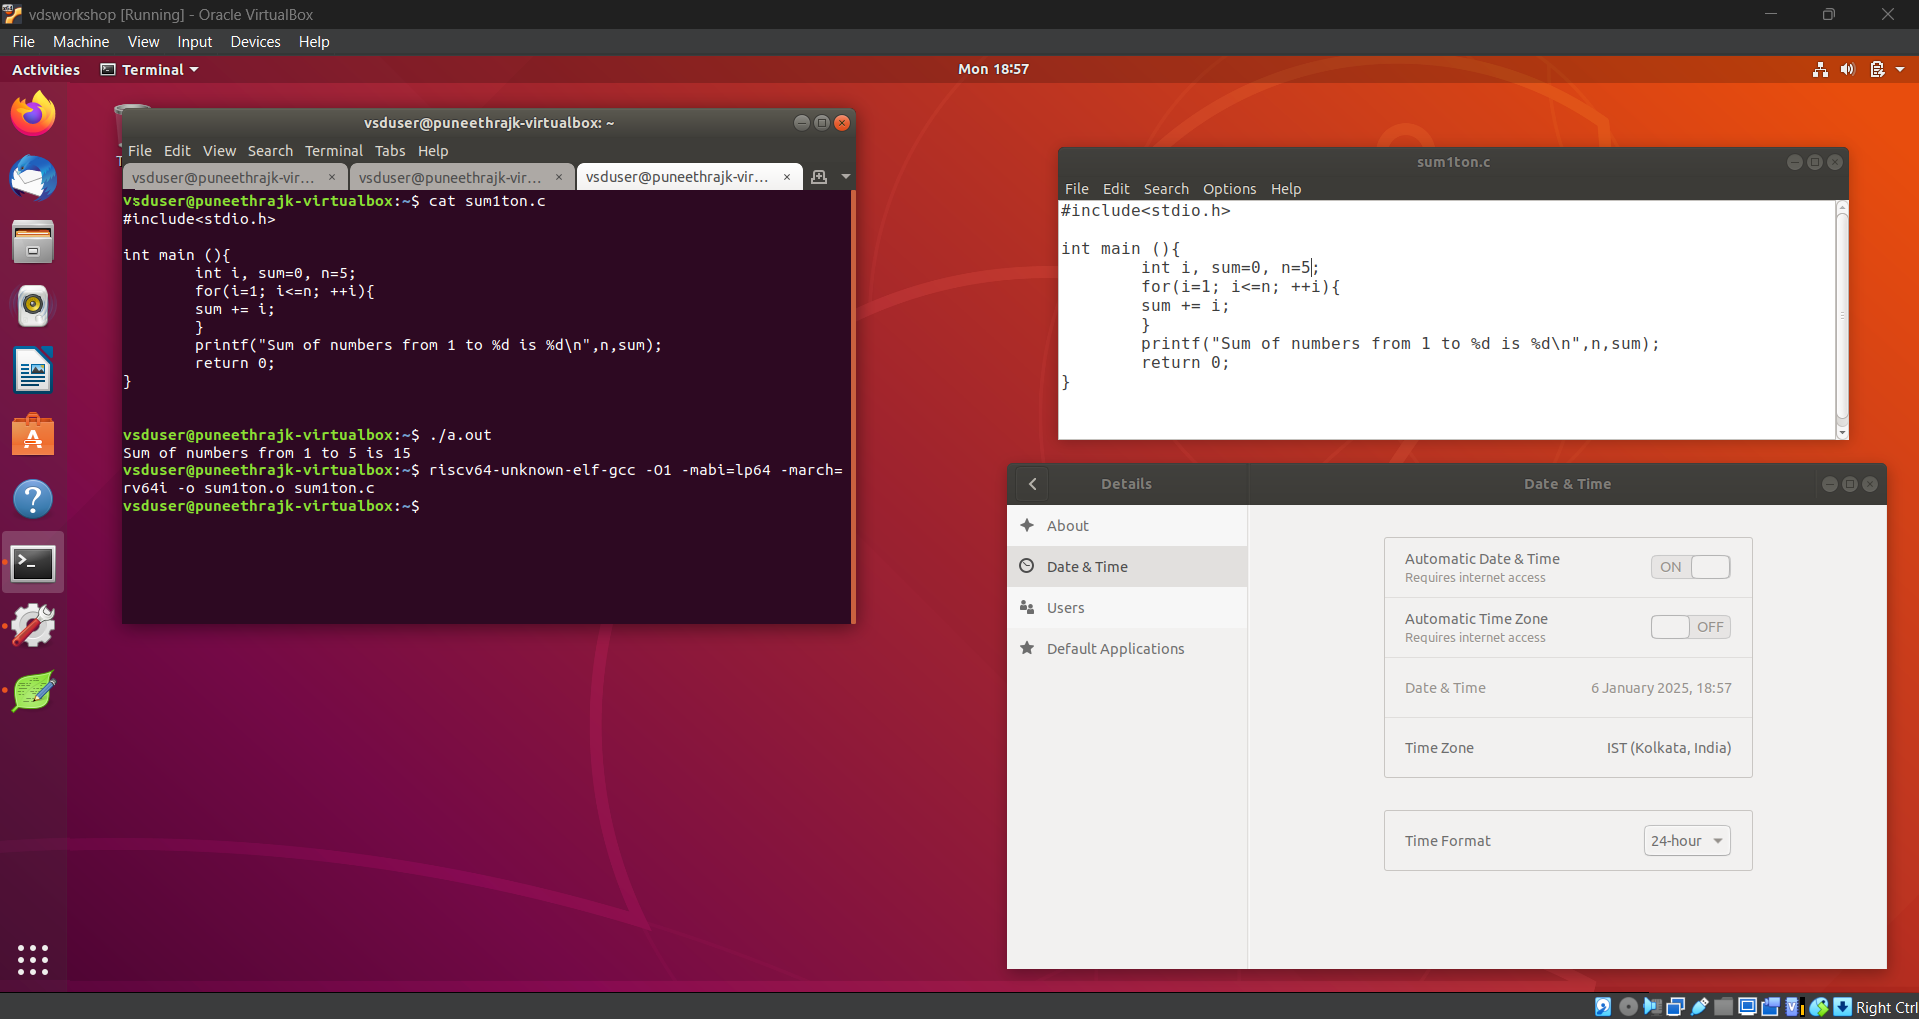 vdsworkshop [Running] - Oracle VirtualBox
File Machine View Input Devices Help
Activities Terminal Mon 18:57
vsduser@puneethrajk-virtualbox: ~
File Edit View Search Terminal Tabs Help
vsduser@puneethrajk-vir... × vsduser@puneethrajk-vir... × vsduser@puneethrajk-vir... ×
vsduser@puneethrajk-virtualbox:~$ cat sum1ton.c
#include<stdio.h>
int main (){
int i, sum=0, n=5;
for(i=1; i<=n; ++i){
sum += i;
}
printf("Sum of numbers from 1 to %d is %d\n",n,sum);
return 0;
}
vsduser@puneethrajk-virtualbox:~$ ./a.out
Sum of numbers from 1 to 5 is 15
vsduser@puneethrajk-virtualbox:~$ riscv64-unknown-elf-gcc -O1 -mabi=lp64 -march=
rv64i -o sum1ton.o sum1ton.c
vsduser@puneethrajk-virtualbox:~$
sum1ton.c
File Edit Search Options Help
#include<stdio.h>
int main (){
int i, sum=0, n=5;
for(i=1; i<=n; ++i){
sum += i;
}
printf("Sum of numbers from 1 to %d is %d\n",n,sum);
return 0;
}
Details
Date & Time
About
Date & Time
Users
Default Applications
Automatic Date & Time ON
Requires internet access
Automatic Time Zone OFF
Requires internet access
Date & Time 6 January 2025, 18:57
Time Zone IST (Kolkata, India)
Time Format 24-hour
Right Ctrl